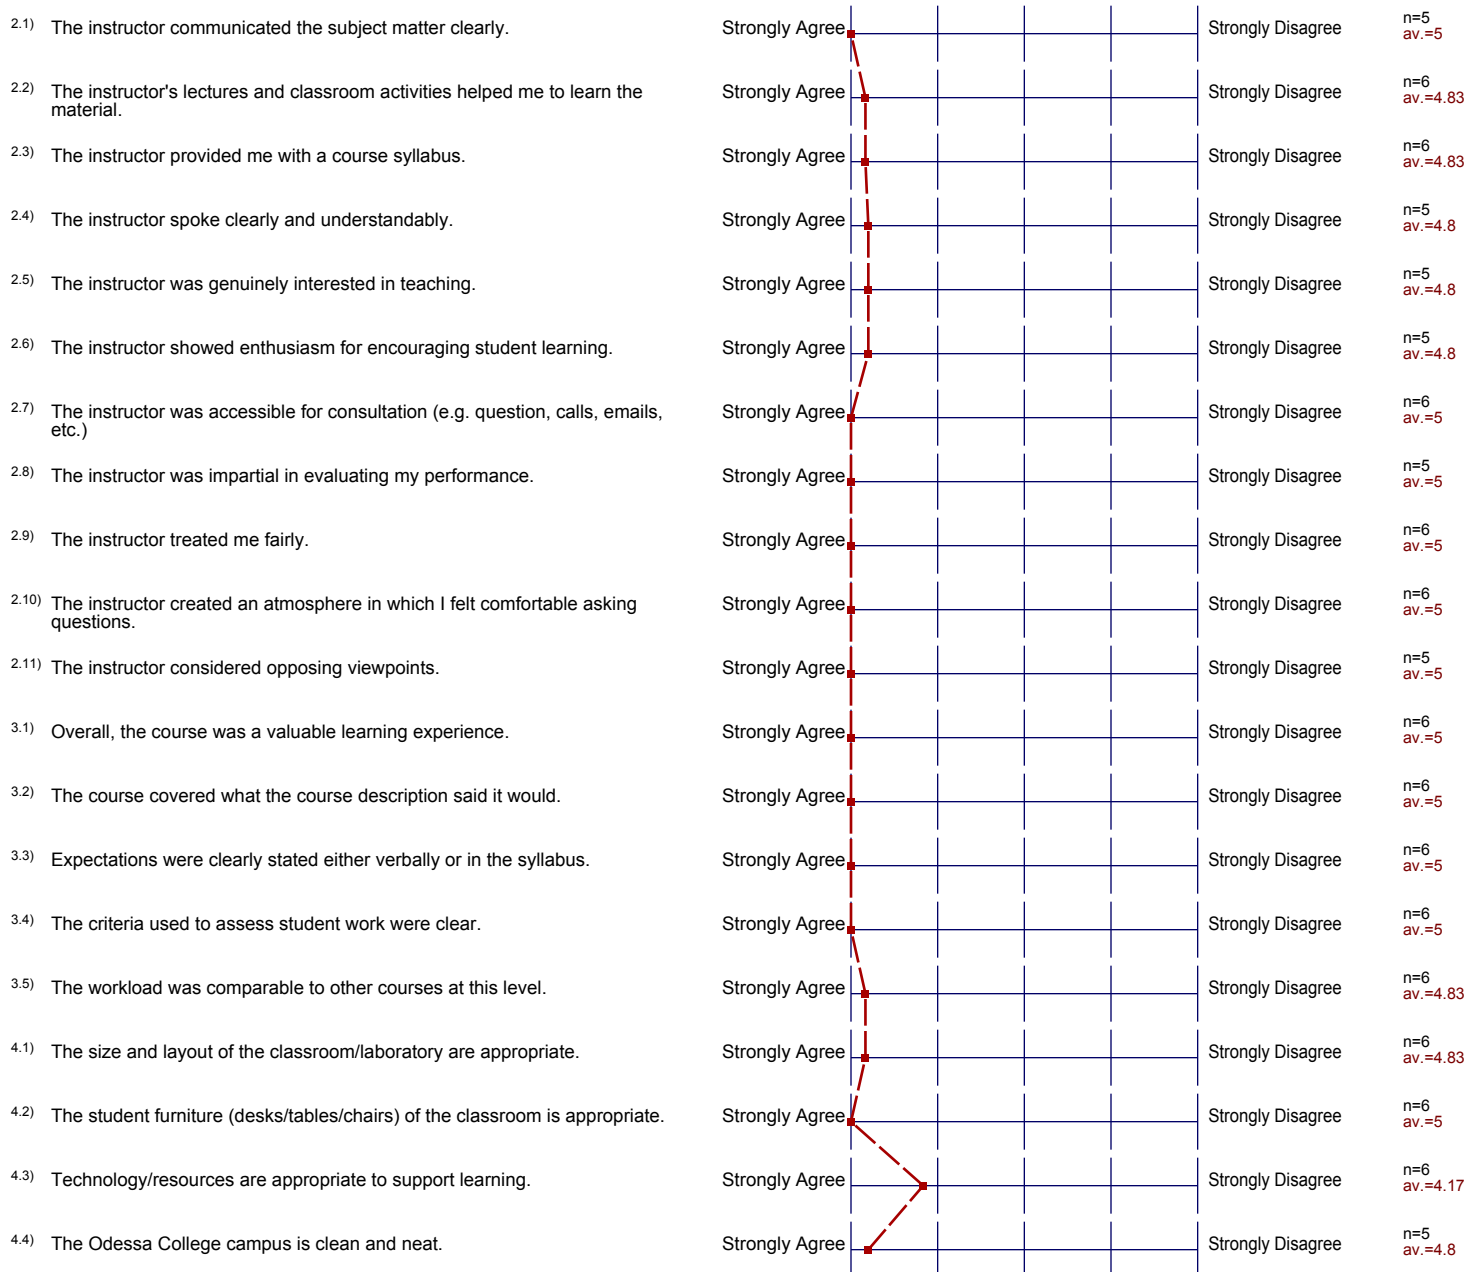 2.1) The instructor communicated the subject matter clearly. Strongly Agree Strongly Disagree n=5
av.=5
2.2) The instructor's lectures and classroom activities helped me to learn the Strongly Agree Strongly Disagree n=6
material. av.=4.83
2.3) The instructor provided me with a course syllabus. Strongly Agree Strongly Disagree n=6
av.=4.83
2.4) The instructor spoke clearly and understandably. Strongly Agree Strongly Disagree n=5
av.=4.8
2.5) The instructor was genuinely interested in teaching. Strongly Agree Strongly Disagree n=5
av.=4.8
2.6) The instructor showed enthusiasm for encouraging student learning. Strongly Agree Strongly Disagree n=5
av.=4.8
2.7) The instructor was accessible for consultation (e.g. question, calls, emails, Strongly Agree Strongly Disagree n=6
etc.) av.=5
2.8) The instructor was impartial in evaluating my performance. Strongly Agree Strongly Disagree n=5
av.=5
2.9) The instructor treated me fairly. Strongly Agree Strongly Disagree n=6
av.=5
2.10) The instructor created an atmosphere in which I felt comfortable asking Strongly Agree Strongly Disagree n=6
questions. av.=5
2.11) The instructor considered opposing viewpoints. Strongly Agree Strongly Disagree n=5
av.=5
3.1) Overall, the course was a valuable learning experience. Strongly Agree Strongly Disagree n=6
av.=5
3.2) The course covered what the course description said it would. Strongly Agree Strongly Disagree n=6
av.=5
3.3) Expectations were clearly stated either verbally or in the syllabus. Strongly Agree Strongly Disagree n=6
av.=5
3.4) The criteria used to assess student work were clear. Strongly Agree Strongly Disagree n=6
av.=5
3.5) The workload was comparable to other courses at this level. Strongly Agree Strongly Disagree n=6
av.=4.83
4.1) The size and layout of the classroom/laboratory are appropriate. Strongly Agree Strongly Disagree n=6
av.=4.83
4.2) The student furniture (desks/tables/chairs) of the classroom is appropriate. Strongly Agree Strongly Disagree n=6
av.=5
4.3) Technology/resources are appropriate to support learning. Strongly Agree Strongly Disagree n=6
av.=4.17
4.4) The Odessa College campus is clean and neat. Strongly Agree Strongly Disagree n=5
av.=4.8